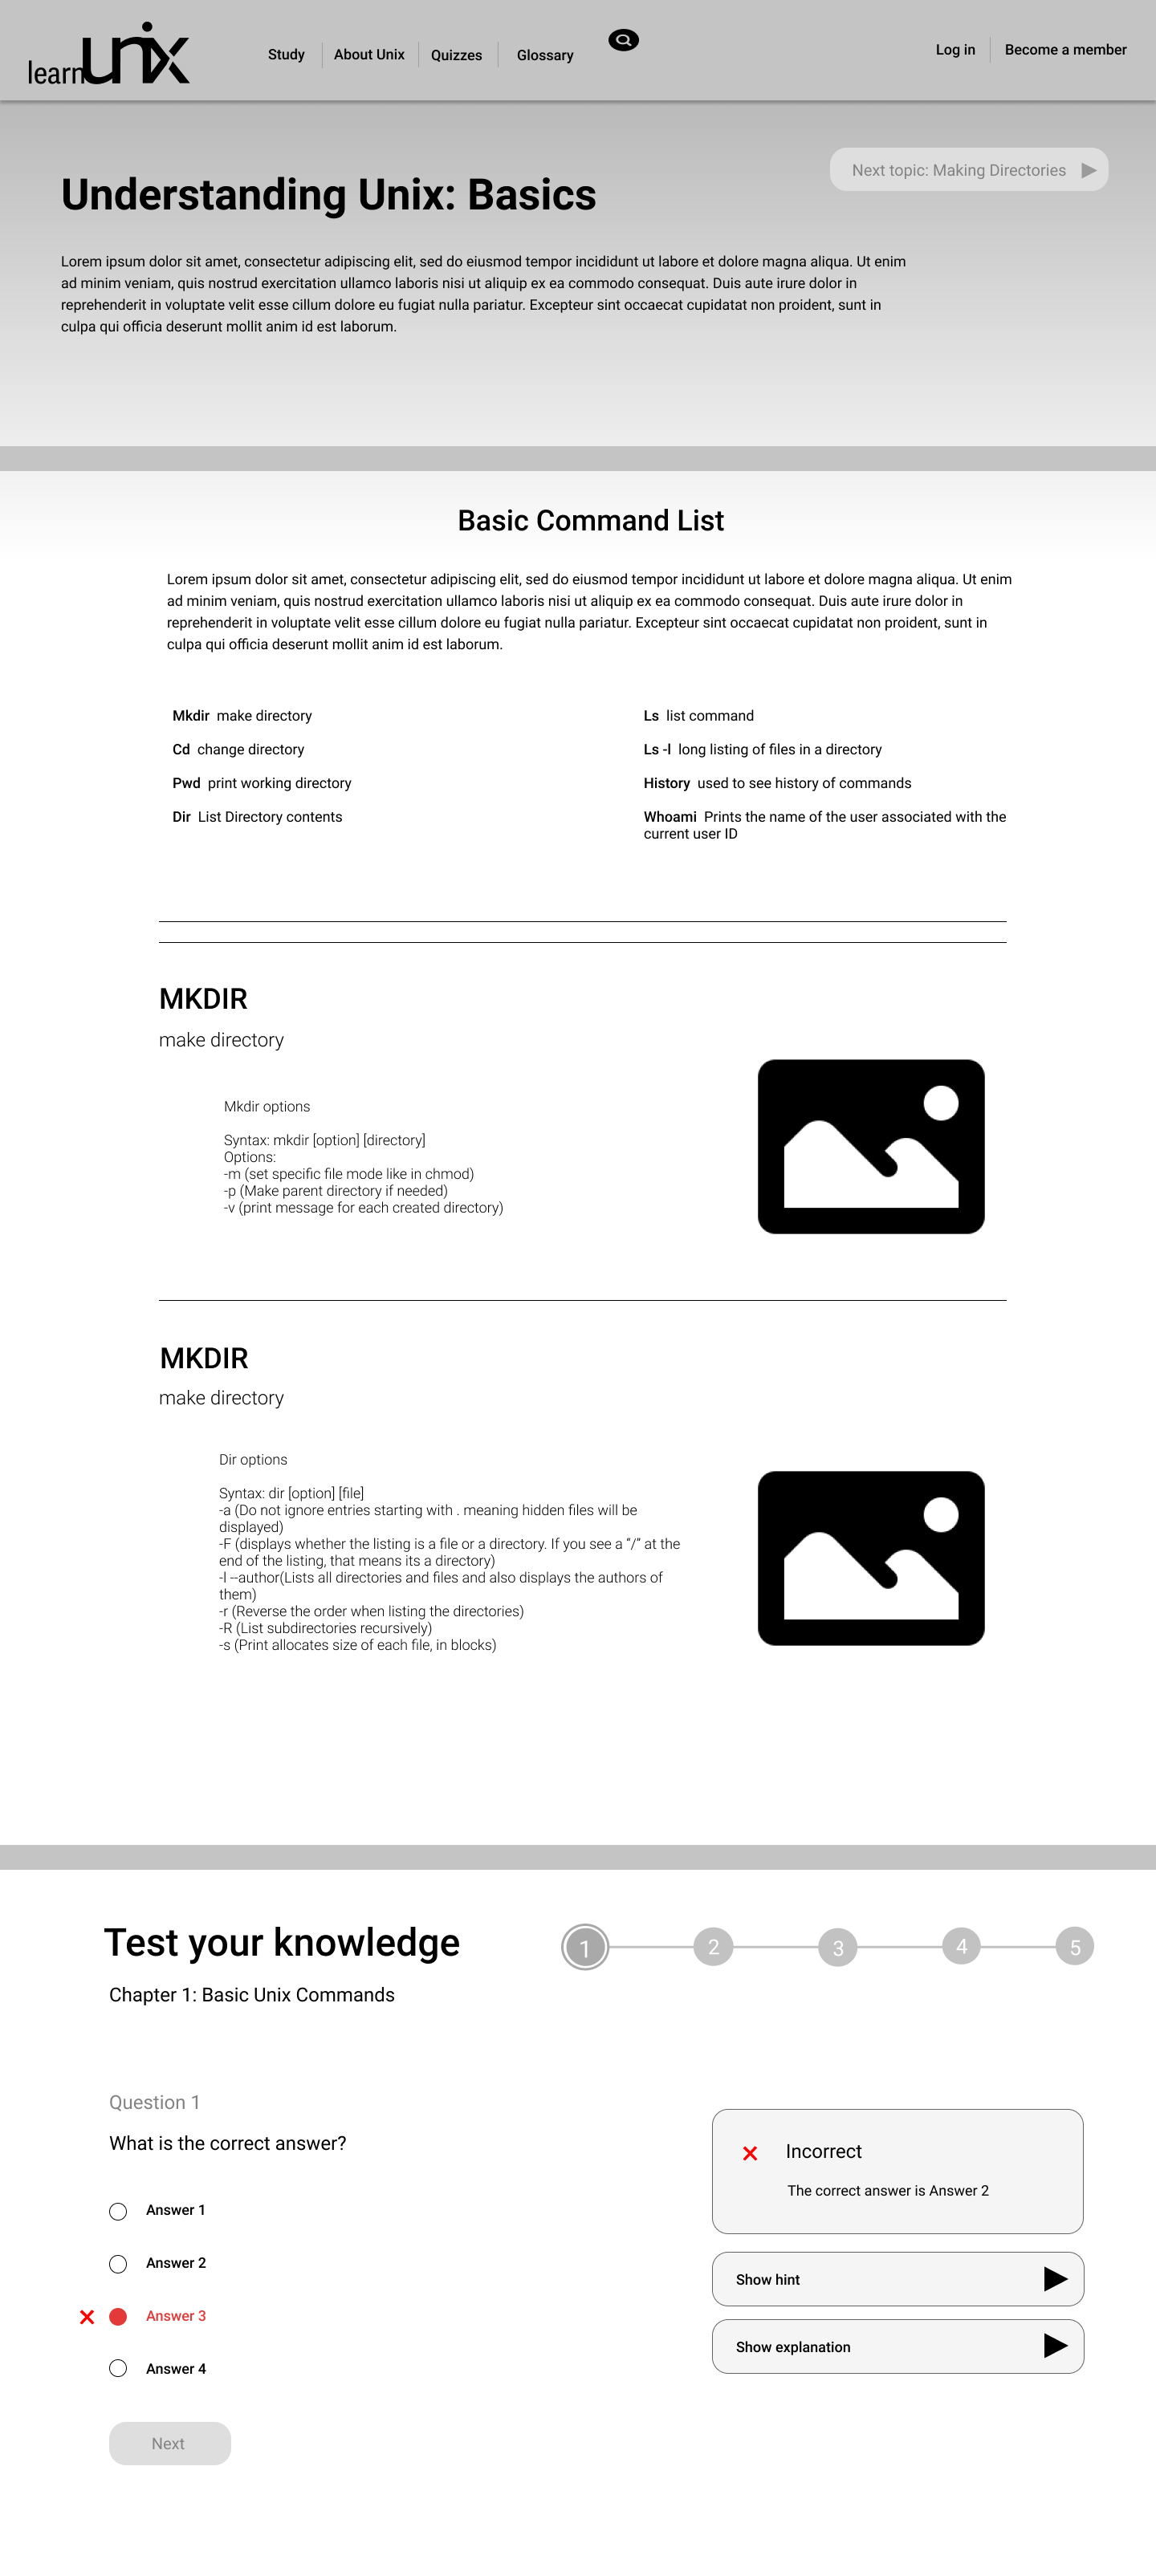 learnunix
Study
About Unix
Quizzes
Glossary
Log in
Become a member
Next topic: Making Directories
Understanding Unix: Basics
Lorem ipsum dolor sit amet, consectetur adipiscing elit, sed do eiusmod tempor incididunt ut labore et dolore magna aliqua. Ut enim
ad minim veniam, quis nostrud exercitation ullamco laboris nisi ut aliquip ex ea commodo consequat. Duis aute irure dolor in
reprehenderit in voluptate velit esse cillum dolore eu fugiat nulla pariatur. Excepteur sint occaecat cupidatat non proident, sunt in
culpa qui officia deserunt mollit anim id est laborum.
Basic Command List
Lorem ipsum dolor sit amet, consectetur adipiscing elit, sed do eiusmod tempor incididunt ut labore et dolore magna aliqua. Ut enim
ad minim veniam, quis nostrud exercitation ullamco laboris nisi ut aliquip ex ea commodo consequat. Duis aute irure dolor in
reprehenderit in voluptate velit esse cillum dolore eu fugiat nulla pariatur. Excepteur sint occaecat cupidatat non proident, sunt in
culpa qui officia deserunt mollit anim id est laborum.
Mkdir make directory
Cd change directory
Pwd print working directory
Dir List Directory contents
Ls list command
Ls -l long listing of files in a directory
History used to see history of commands
Whoami Prints the name of the user associated with the
current user ID
MKDIR
make directory
Mkdir options
Syntax: mkdir [option] [directory]
Options:
-m (set specific file mode like in chmod)
-p (Make parent directory if needed)
-v (print message for each created directory)
MKDIR
make directory
Dir options
Syntax: dir [option] [file]
-a (Do not ignore entries starting with . meaning hidden files will be
displayed)
-F (displays whether the listing is a file or a directory. If you see a “/” at the
end of the listing, that means its a directory)
-l --author(Lists all directories and files and also displays the authors of
them)
-r (Reverse the order when listing the directories)
-R (List subdirectories recursively)
-s (Print allocates size of each file, in blocks)
Test your knowledge
1
2
3
4
5
Chapter 1: Basic Unix Commands
Question 1
What is the correct answer?
Answer 1
Answer 2
Answer 3
Answer 4
Next
Incorrect
The correct answer is Answer 2
Show hint
Show explanation